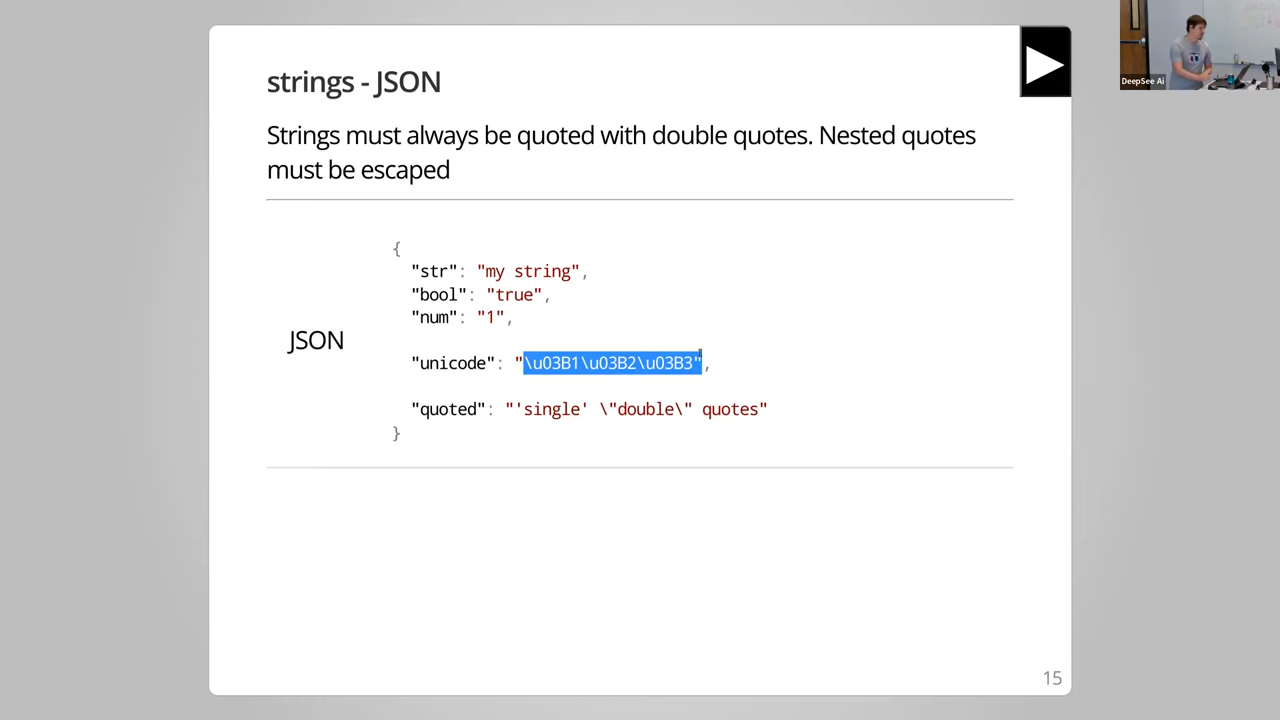 strings - JSON
Strings must always be quoted with double quotes. Nested quotes
must be escaped
JSON
{
"str": "my string",
"bool": "true",
"num": "1",
"unicode": "\u03B1\u03B2\u03B3",
"quoted": "'single' \"double\" quotes"
}
15
DeepSee Ai